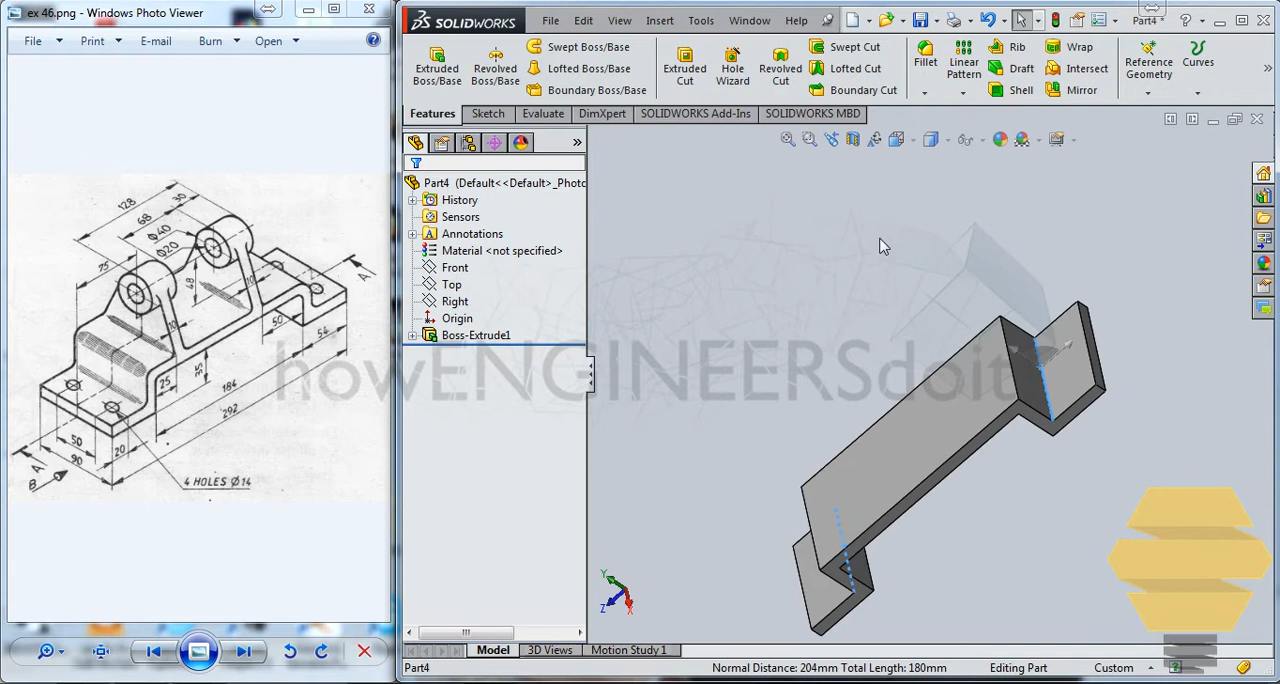 ex 46.png - Windows Photo Viewer
File Print E-mail Burn Open
128
68
30
Ø40
Ø20
75
48
10
10
50
54
35
25
184
292
50
90
20
A
A
B
4 HOLES Ø14
SOLIDWORKS File Edit View Insert Tools Window Help Part4 *
Extruded Boss/Base
Revolved Boss/Base
Swept Boss/Base
Lofted Boss/Base
Boundary Boss/Base
Extruded Cut
Hole Wizard
Revolved Cut
Swept Cut
Lofted Cut
Boundary Cut
Fillet
Linear Pattern
Rib
Draft
Shell
Wrap
Intersect
Mirror
Reference Geometry
Curves
Features Sketch Evaluate DimXpert SOLIDWORKS Add-Ins SOLIDWORKS MBD
Part4 (Default<<Default>_Photo
History
Sensors
Annotations
Material <not specified>
Front
Top
Right
Origin
Boss-Extrude1
howENGINEERSdoit
Y
Z
X
Model 3D Views Motion Study 1
Part4 Normal Distance: 204mm Total Length: 180mm Editing Part Custom